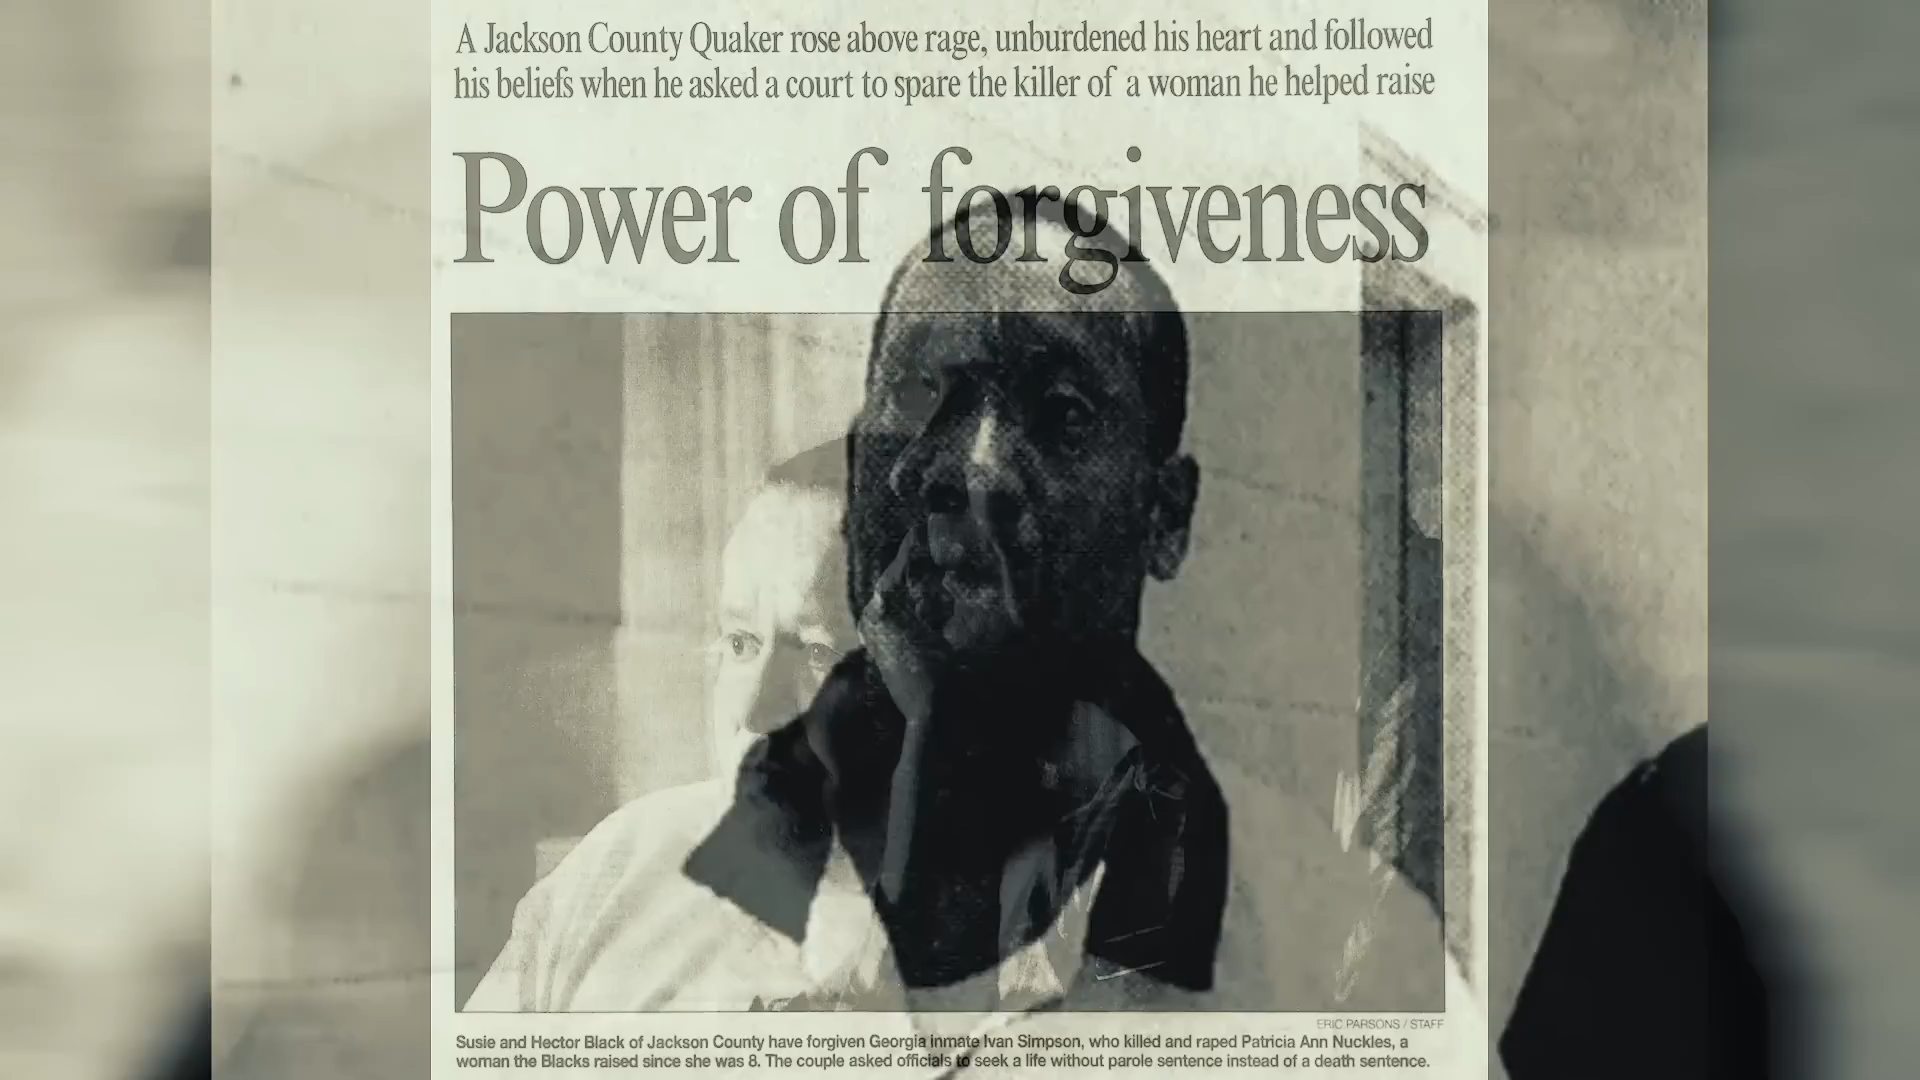 A Jackson County Quaker rose above rage, unburdened his heart and followed
his beliefs when he asked a court to spare the killer of a woman he helped raise
Power of forgiveness
ERIC PARSONS / STAFF
Susie and Hector Black of Jackson County have forgiven Georgia inmate Ivan Simpson, who killed and raped Patricia Ann Nuckles, a
woman the Blacks raised since she was 8. The couple asked officials to seek a life without parole sentence instead of a death sentence.